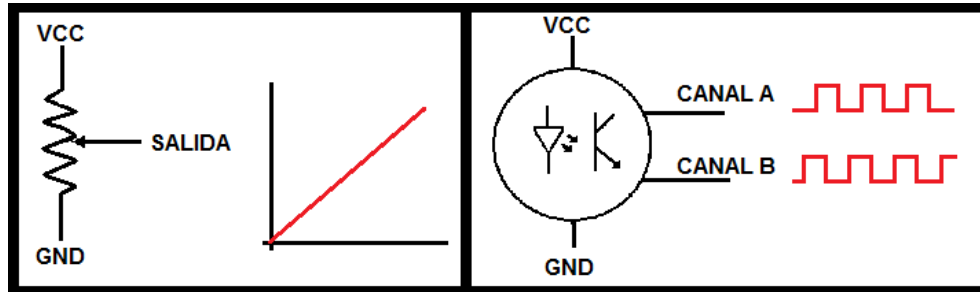 VCC
SALIDA
GND
VCC
CANAL A
CANAL B
GND